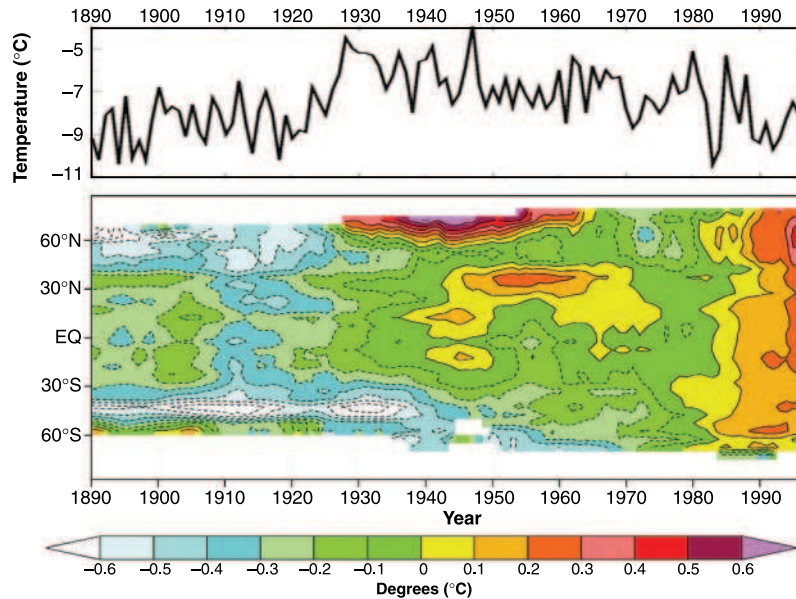 1890 1900 1910 1920 1930 1940 1950 1960 1970 1980 1990
Temperature (°C)
−5
−7
−9
−11
60°N
30°N
EQ
30°S
60°S
1890 1900 1910 1920 1930 1940 1950 1960 1970 1980 1990
Year
−0.6 −0.5 −0.4 −0.3 −0.2 −0.1 0 0.1 0.2 0.3 0.4 0.5 0.6
Degrees (°C)